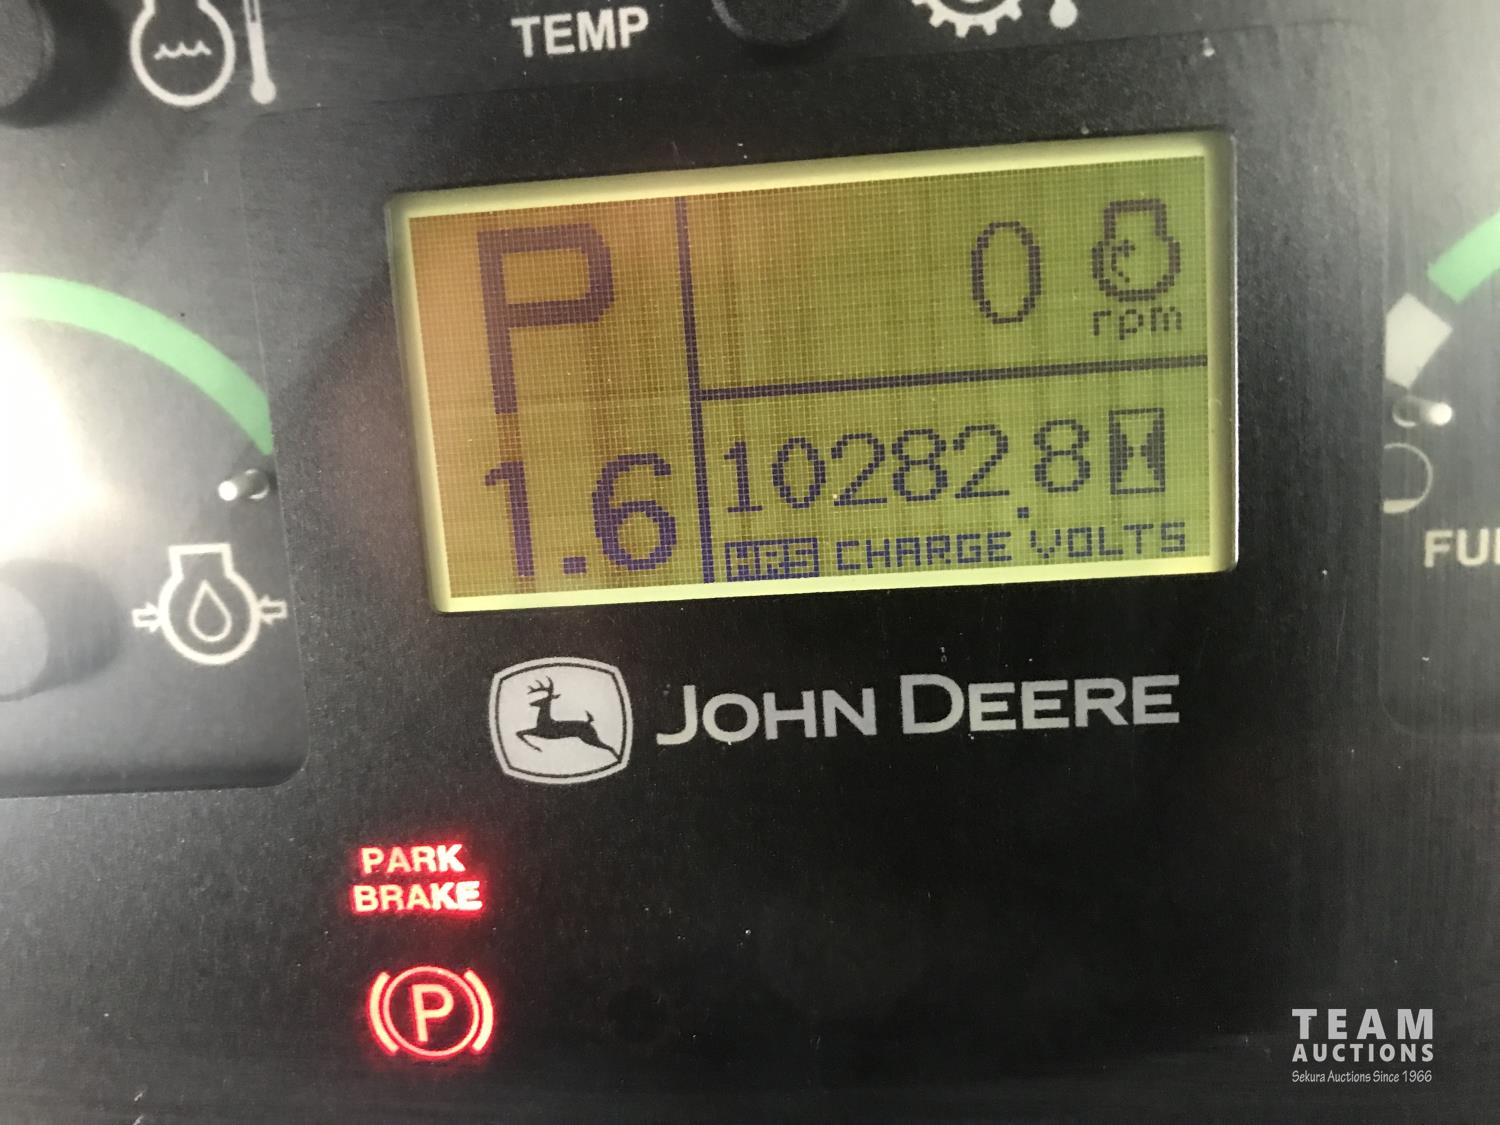 TEMP
P
0
rpm
1.6
10282.8
HRS CHARGE VOLTS
JOHN DEERE
PARK
BRAKE
P
TEAM
AUCTIONS
Sekura Auctions Since 1966